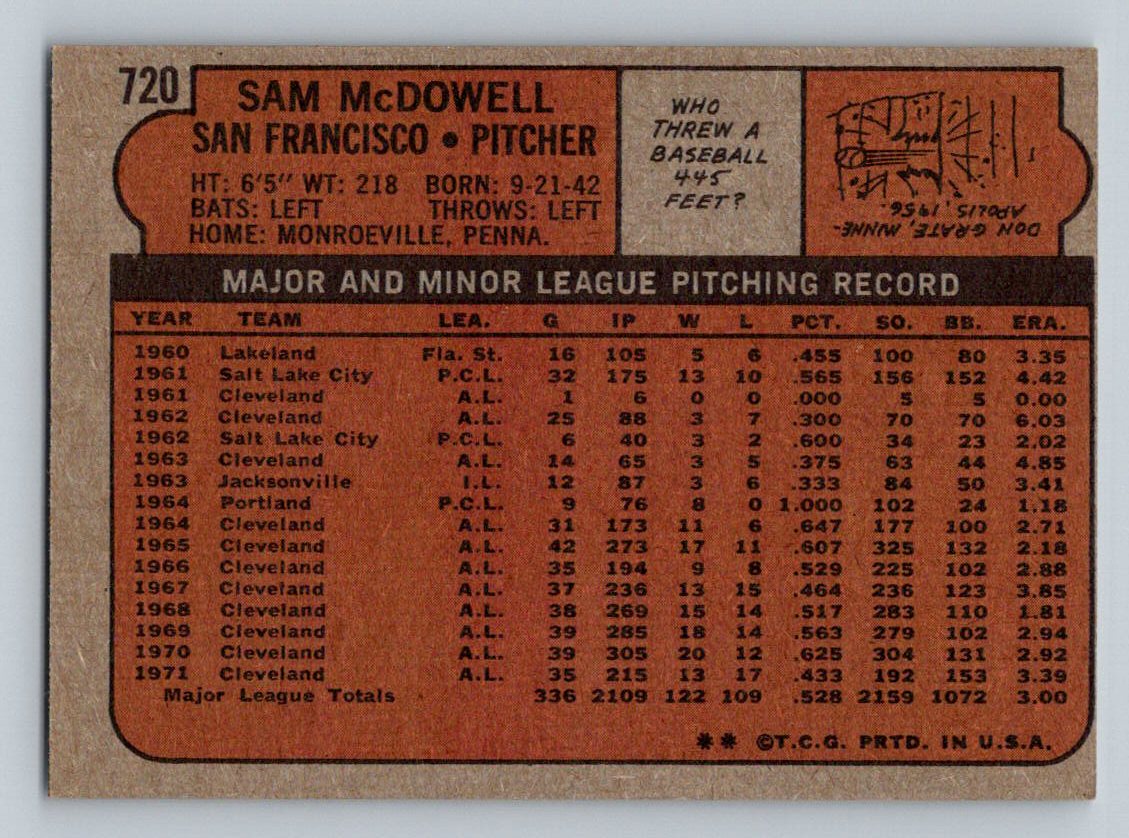 720
SAM McDOWELL
SAN FRANCISCO • PITCHER
HT: 6'5" WT: 218 BORN: 9-21-42
BATS: LEFT THROWS: LEFT
HOME: MONROEVILLE, PENNA.
WHO
THREW A
BASEBALL
445
FEET?
DON GRATE, MINNE-
APOLIS, 1956.
MAJOR AND MINOR LEAGUE PITCHING RECORD
YEAR TEAM LEA. G IP W L PCT. SO. BB. ERA.
1960 Lakeland Fla. St. 16 105 5 6 .455 100 80 3.35
1961 Salt Lake City P.C.L. 32 175 13 10 .565 156 152 4.42
1961 Cleveland A.L. 1 6 0 0 .000 5 5 0.00
1962 Cleveland A.L. 25 88 3 7 .300 70 70 6.03
1962 Salt Lake City P.C.L. 6 40 3 2 .600 34 23 2.02
1963 Cleveland A.L. 14 65 3 5 .375 63 44 4.85
1963 Jacksonville I.L. 12 87 3 6 .333 84 50 3.41
1964 Portland P.C.L. 9 76 8 0 1.000 102 24 1.18
1964 Cleveland A.L. 31 173 11 6 .647 177 100 2.71
1965 Cleveland A.L. 42 273 17 11 .607 325 132 2.18
1966 Cleveland A.L. 35 194 9 8 .529 225 102 2.88
1967 Cleveland A.L. 37 236 13 15 .464 236 123 3.85
1968 Cleveland A.L. 38 269 15 14 .517 283 110 1.81
1969 Cleveland A.L. 39 285 18 14 .563 279 102 2.94
1970 Cleveland A.L. 39 305 20 12 .625 304 131 2.92
1971 Cleveland A.L. 35 215 13 17 .433 192 153 3.39
Major League Totals 336 2109 122 109 .528 2159 1072 3.00
** ©T.C.G. PRTD. IN U.S.A.